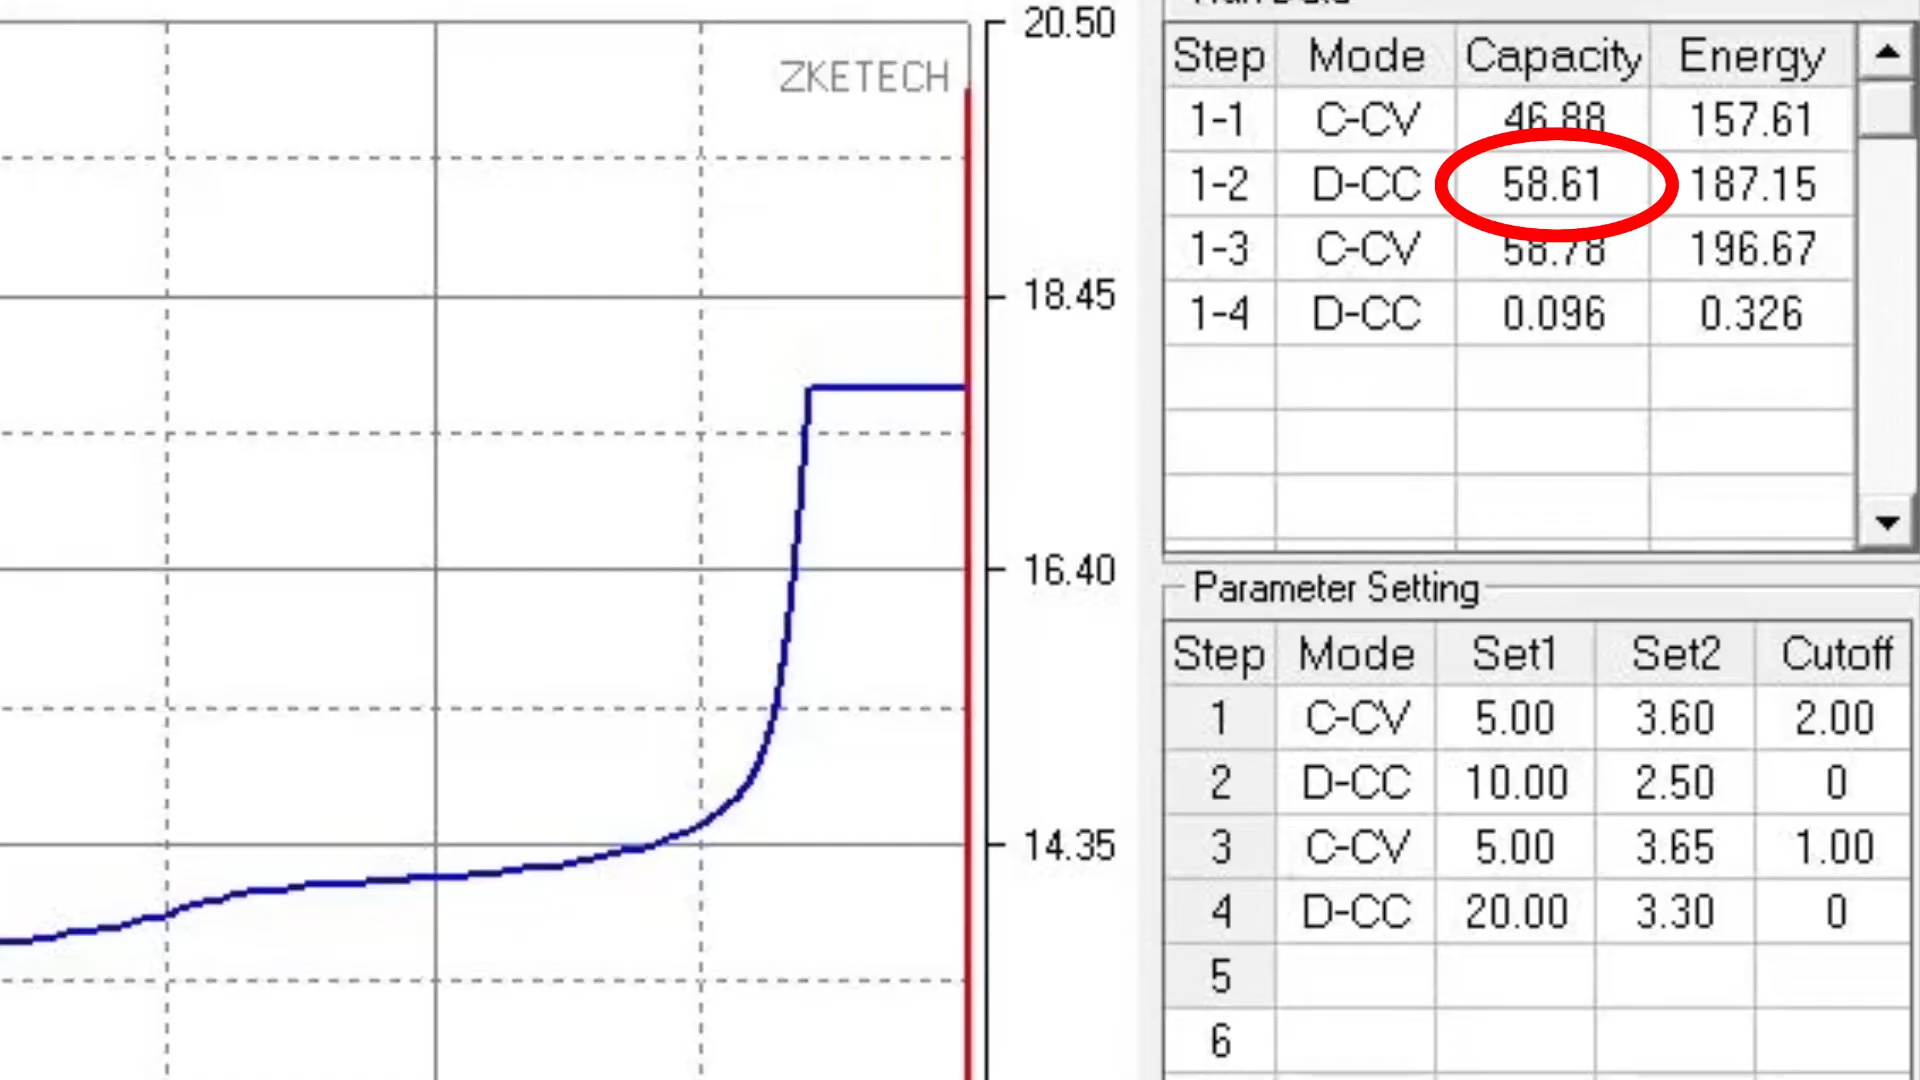 ZKETECH
20.50
18.45
16.40
14.35
Step Mode Capacity Energy
1-1 C-CV 46.88 157.61
1-2 D-CC 58.61 187.15
1-3 C-CV 58.78 196.67
1-4 D-CC 0.096 0.326
Parameter Setting
Step Mode Set1 Set2 Cutoff
1 C-CV 5.00 3.60 2.00
2 D-CC 10.00 2.50 0
3 C-CV 5.00 3.65 1.00
4 D-CC 20.00 3.30 0
5
6